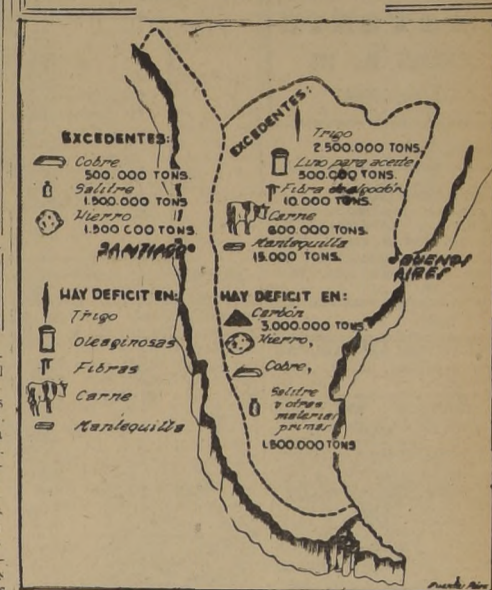 EXCEDENTES:
Cobre
500.000 TONS.
Salitre
1.500.000 TONS
Hierro
1.500.000 TONS.
SANTIAGO
HAY DEFICIT EN:
Trigo
Oleaginosas
Fibras
Carne
Mantequilla
EXCEDENTES:
Trigo
2.500.000 TONS.
Lino para aceite
500.000 TONS.
Fibra de algodón
10.000 TONS.
Carne
600.000 TONS.
Mantequilla
15.000 TONS.
BUENOS
AIRES
HAY DEFICIT EN:
Carbón
3.000.000 TONS.
Hierro,
Cobre,
Salitre
y otras
materias
primas
1.500.000 TONS